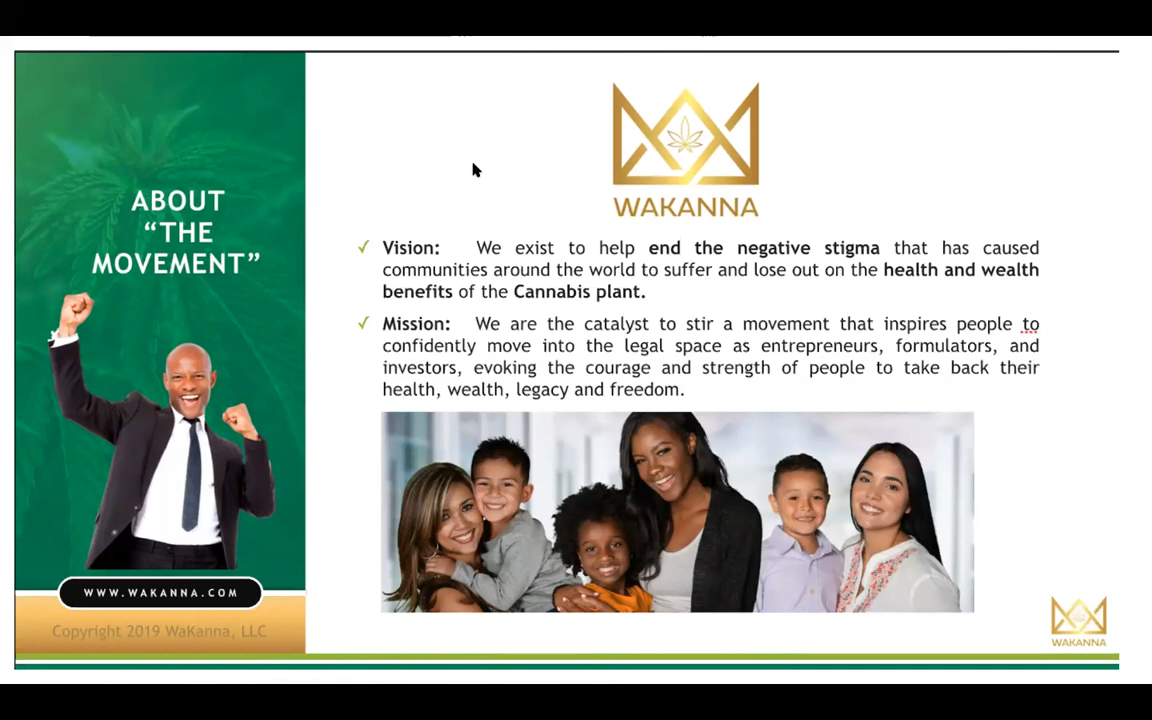 ABOUT
“THE
MOVEMENT”
WWW.WAKANNA.COM
Copyright 2019 WaKanna, LLC
WAKANNA
✓ Vision: We exist to help end the negative stigma that has caused
communities around the world to suffer and lose out on the health and wealth
benefits of the Cannabis plant.
✓ Mission: We are the catalyst to stir a movement that inspires people to
confidently move into the legal space as entrepreneurs, formulators, and
investors, evoking the courage and strength of people to take back their
health, wealth, legacy and freedom.
WAKANNA